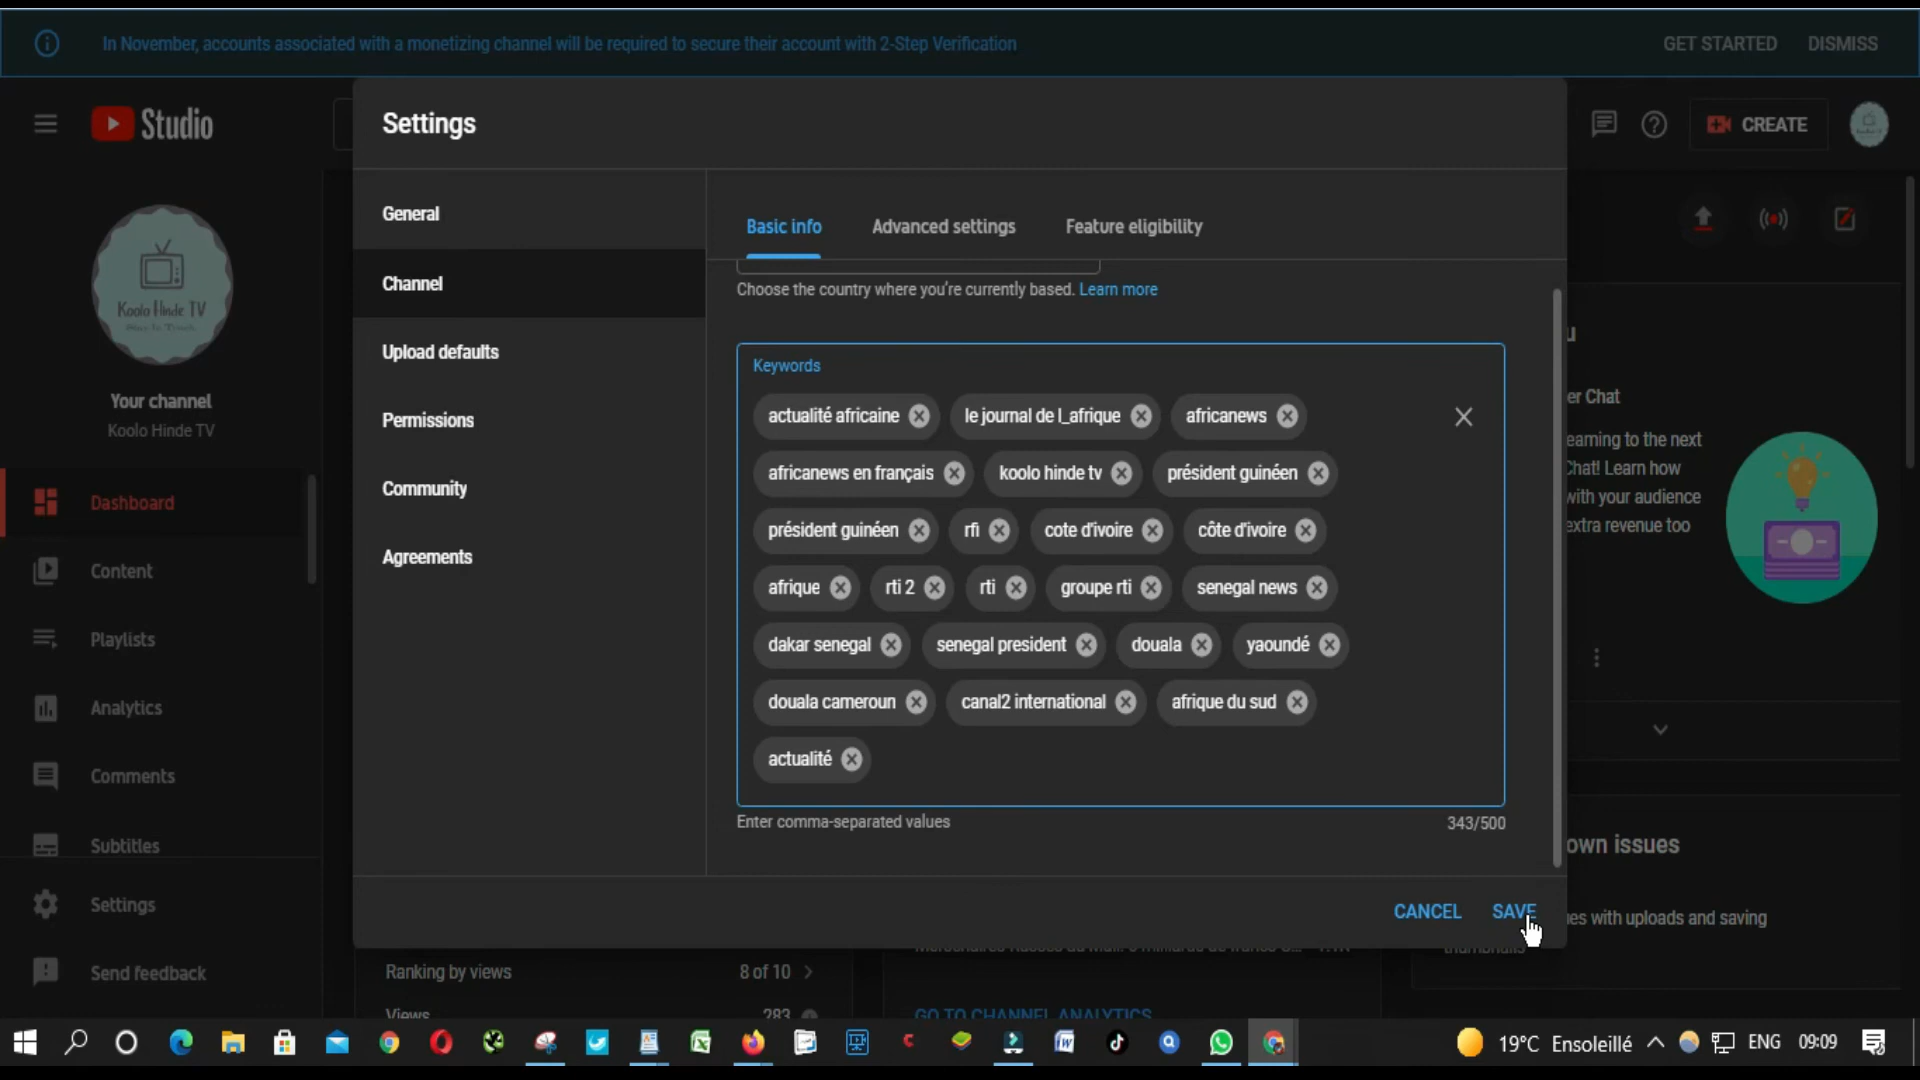 In November, accounts associated with a monetizing channel will be required to secure their account with 2-Step Verification
GET STARTED
DISMISS
Studio
Settings
CREATE
General
Channel
Upload defaults
Permissions
Community
Agreements
Basic info
Advanced settings
Feature eligibility
Choose the country where you're currently based. Learn more
Keywords
actualité africaine
le journal de l_afrique
africanews
africanews en français
koolo hinde tv
président guinéen
président guinéen
rfi
cote d'ivoire
côte d'ivoire
afrique
rti 2
rti
groupe rti
senegal news
dakar senegal
senegal president
douala
yaoundé
douala cameroun
canal2 international
afrique du sud
actualité
Enter comma-separated values
343/500
CANCEL
SAVE
Koolo Hinde TV
Your channel
Koolo Hinde TV
Dashboard
Content
Playlists
Analytics
Comments
Subtitles
Settings
Send feedback
er Chat
earning to the next
Chat! Learn how
with your audience
extra revenue too
own issues
es with uploads and saving
Ranking by views
8 of 10
Views
283
GO TO CHANNEL ANALYTICS
19°C Ensoleillé
ENG
09:09